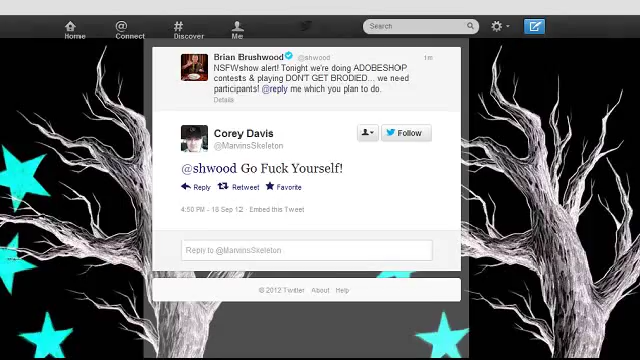 Home @ Connect # Discover Me Search
Brian Brushwood @shwood 1m
NSFWshow alert! Tonight we're doing ADOBESHOP
contests & playing DON'T GET BRODIED... we need
participants! @reply me which you plan to do.
Details
Corey Davis
@MarvinsSkeleton
Follow
@shwood Go Fuck Yourself!
Reply Retweet Favorite
4:50 PM - 18 Sep 12 · Embed this Tweet
Reply to @MarvinsSkeleton
© 2012 Twitter About Help